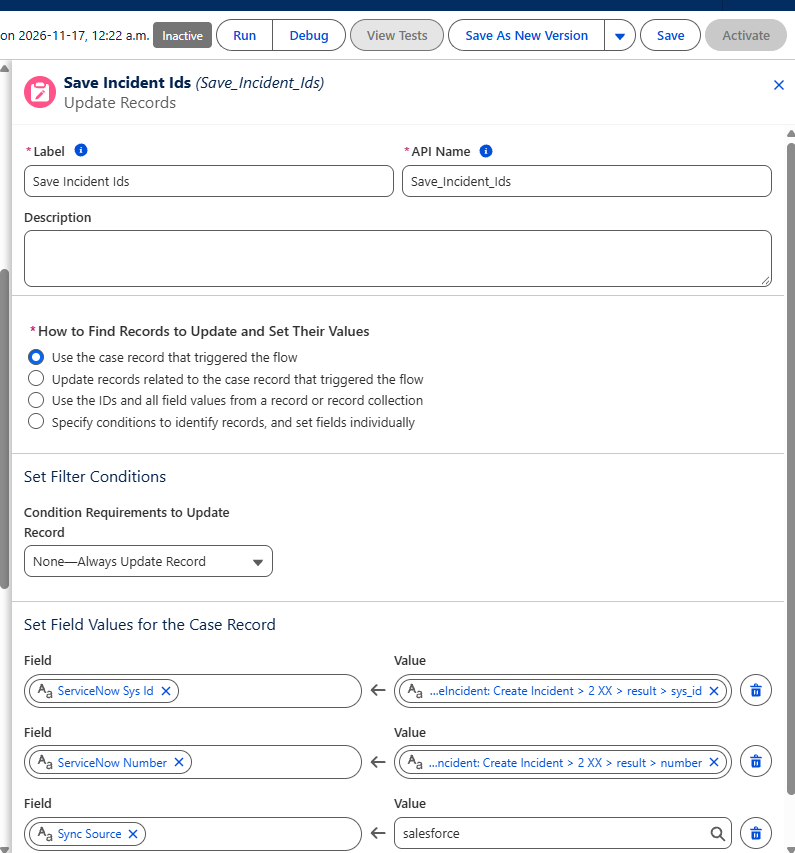 on 2026-11-17, 12:22 a.m. Inactive Run Debug View Tests Save As New Version Save Activate
Save Incident Ids (Save_Incident_Ids)
Update Records
* Label * API Name
Save Incident Ids Save_Incident_Ids
Description
* How to Find Records to Update and Set Their Values
Use the case record that triggered the flow
Update records related to the case record that triggered the flow
Use the IDs and all field values from a record or record collection
Specify conditions to identify records, and set fields individually
Set Filter Conditions
Condition Requirements to Update
Record
None—Always Update Record
Set Field Values for the Case Record
Field Value
Aa ServiceNow Sys Id Aa ...eIncident: Create Incident > 2 XX > result > sys_id
Field Value
Aa ServiceNow Number Aa ...ncident: Create Incident > 2 XX > result > number
Field Value
Aa Sync Source salesforce